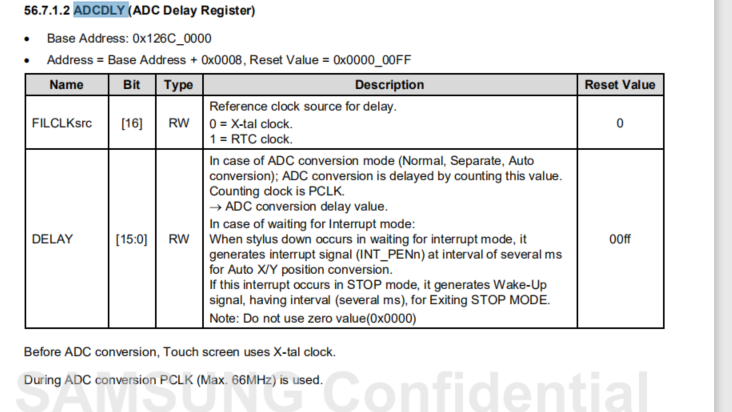 56.7.1.2 ADCDLY (ADC Delay Register)
• Base Address: 0x126C_0000
• Address = Base Address + 0x0008, Reset Value = 0x0000_00FF
Name Bit Type Description Reset Value
FILCLKsrc [16] RW Reference clock source for delay.
0 = X-tal clock.
1 = RTC clock. 0
DELAY [15:0] RW In case of ADC conversion mode (Normal, Separate, Auto
conversion); ADC conversion is delayed by counting this value.
Counting clock is PCLK.
→ ADC conversion delay value.
In case of waiting for Interrupt mode:
When stylus down occurs in waiting for interrupt mode, it
generates interrupt signal (INT_PENn) at interval of several ms
for Auto X/Y position conversion.
If this interrupt occurs in STOP mode, it generates Wake-Up
signal, having interval (several ms), for Exiting STOP MODE.
Note: Do not use zero value(0x0000) 00ff
Before ADC conversion, Touch screen uses X-tal clock.
During ADC conversion PCLK (Max. 66MHz) is used.
SAMSUNG Confidential